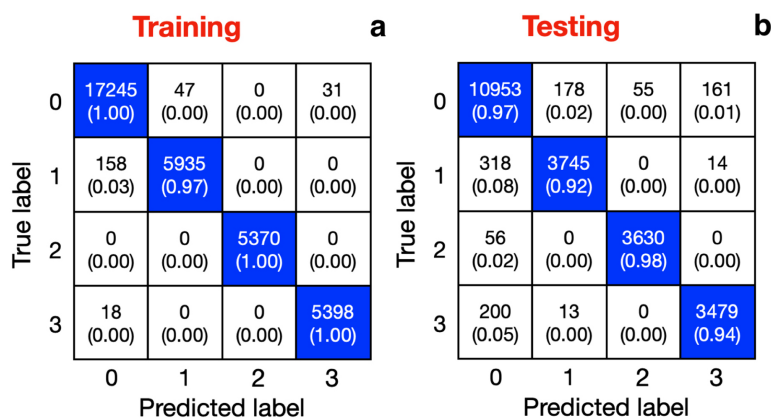 Training a
Testing b
True label
0
17245 47 0 31
(1.00) (0.00) (0.00) (0.00)
1
158 5935 0 0
(0.03) (0.97) (0.00) (0.00)
2
0 0 5370 0
(0.00) (0.00) (1.00) (0.00)
3
18 0 0 5398
(0.00) (0.00) (0.00) (1.00)
0 1 2 3
Predicted label
True label
0
10953 178 55 161
(0.97) (0.02) (0.00) (0.01)
1
318 3745 0 14
(0.08) (0.92) (0.00) (0.00)
2
56 0 3630 0
(0.02) (0.00) (0.98) (0.00)
3
200 13 0 3479
(0.05) (0.00) (0.00) (0.94)
0 1 2 3
Predicted label